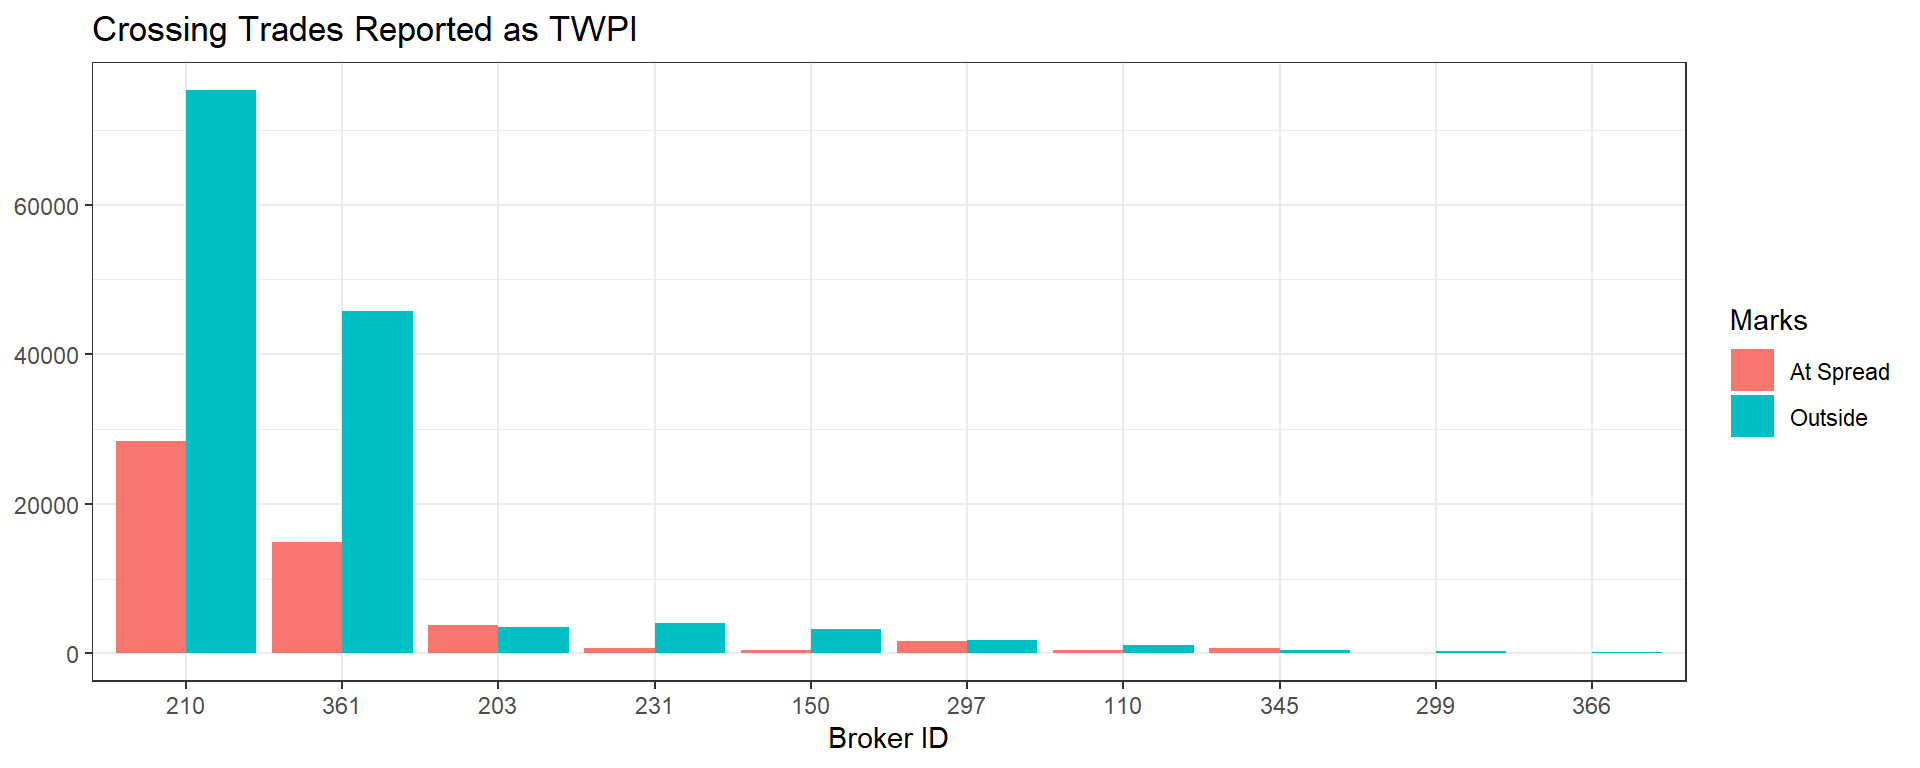 Crossing Trades Reported as TWPI
60000
40000
20000
0
210 361 203 231 150 297 110 345 299 366
Broker ID
Marks
At Spread
Outside